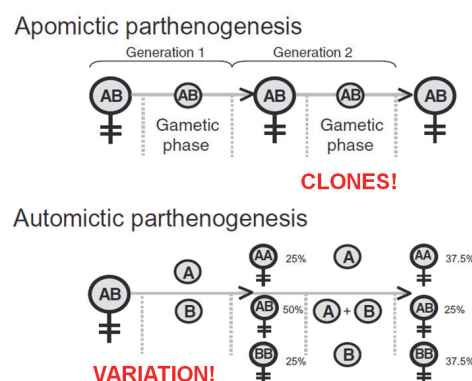 Apomictic parthenogenesis
Generation 1 Generation 2
AB AB AB AB AB
Gametic Gametic
phase phase
CLONES!
Automictic parthenogenesis
AA 25% A AA 37.5%
A
AB AB 50% A + B AB 25%
B
BB 25% B BB 37.5%
VARIATION!